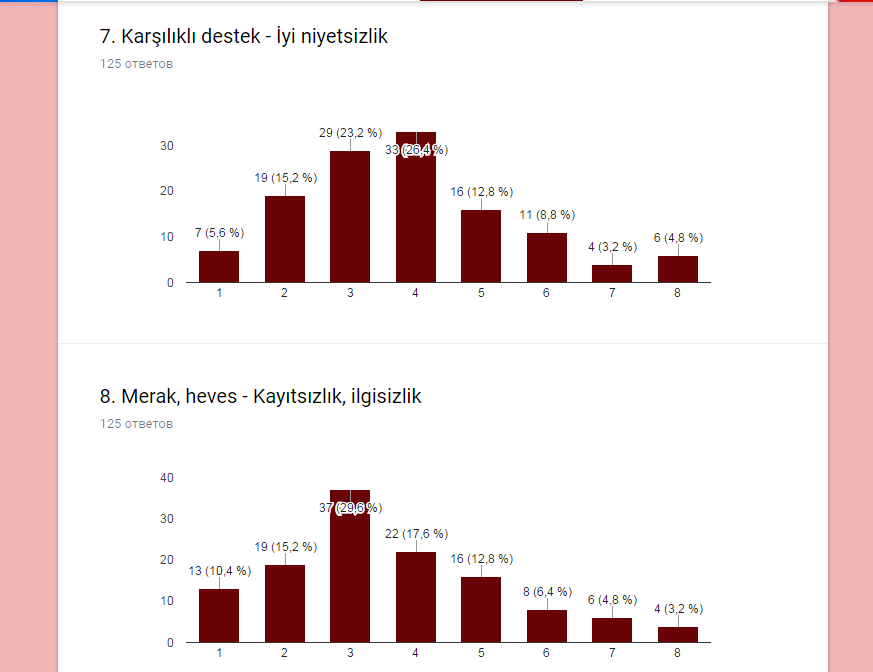 7. Karşılıklı destek - İyi niyetsizlik
125 ответов
30
20
10
0
7 (5,6 %)
19 (15,2 %)
29 (23,2 %)
33 (26,4 %)
16 (12,8 %)
11 (8,8 %)
4 (3,2 %)
6 (4,8 %)
1 2 3 4 5 6 7 8
8. Merak, heves - Kayıtsızlık, ilgisizlik
125 ответов
40
30
20
10
0
13 (10,4 %)
19 (15,2 %)
37 (29,6 %)
22 (17,6 %)
16 (12,8 %)
8 (6,4 %)
6 (4,8 %)
4 (3,2 %)
1 2 3 4 5 6 7 8